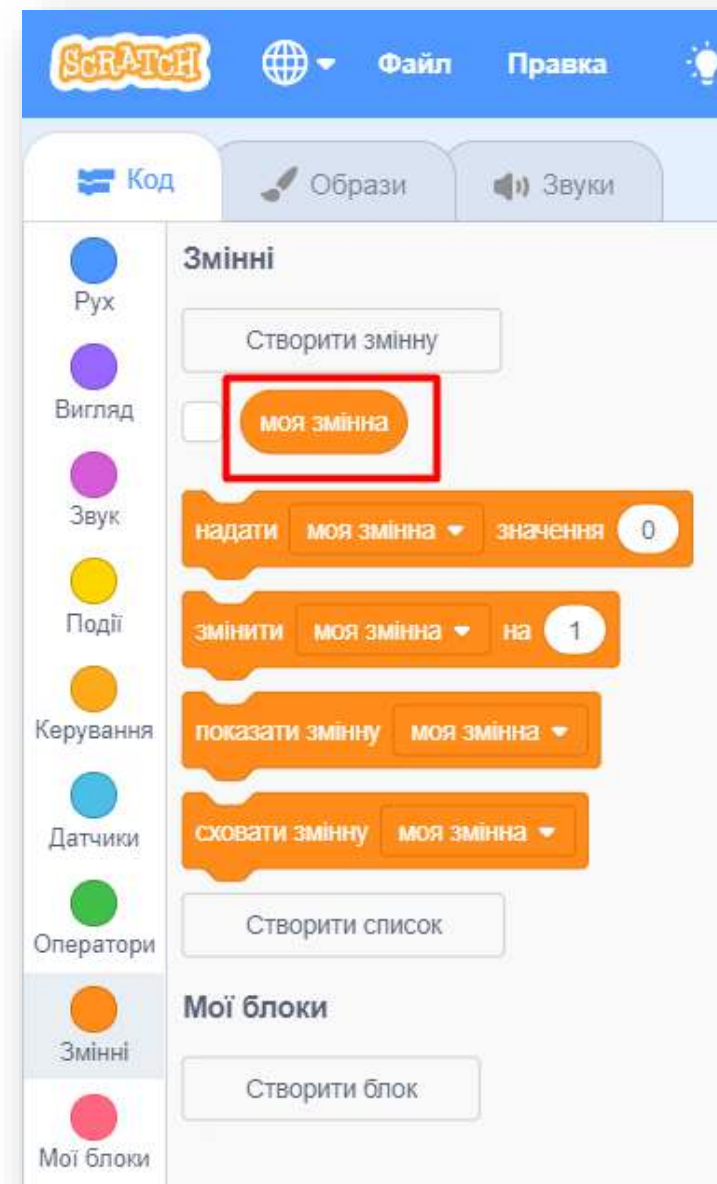 SCRATCH Файл Правка
Код Образи Звуки
Рух
Вигляд
Звук
Події
Керування
Датчики
Оператори
Змінні
Мої блоки
Змінні
Створити змінну
моя змінна
надати моя змінна значення 0
змінити моя змінна на 1
показати змінну моя змінна
сховати змінну моя змінна
Створити список
Мої блоки
Створити блок